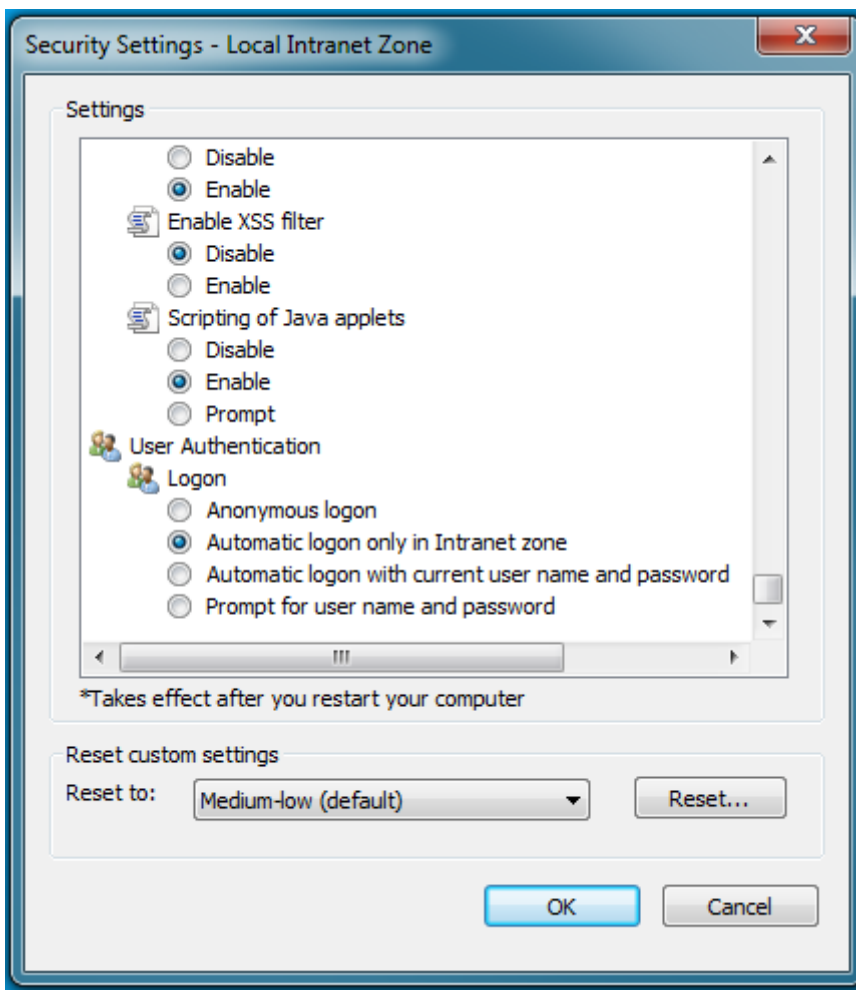 Security Settings - Local Intranet Zone
Settings
Disable
Enable
Enable XSS filter
Disable
Enable
Scripting of Java applets
Disable
Enable
Prompt
User Authentication
Logon
Anonymous logon
Automatic logon only in Intranet zone
Automatic logon with current user name and password
Prompt for user name and password
*Takes effect after you restart your computer
Reset custom settings
Reset to: Medium-low (default) Reset...
OK Cancel